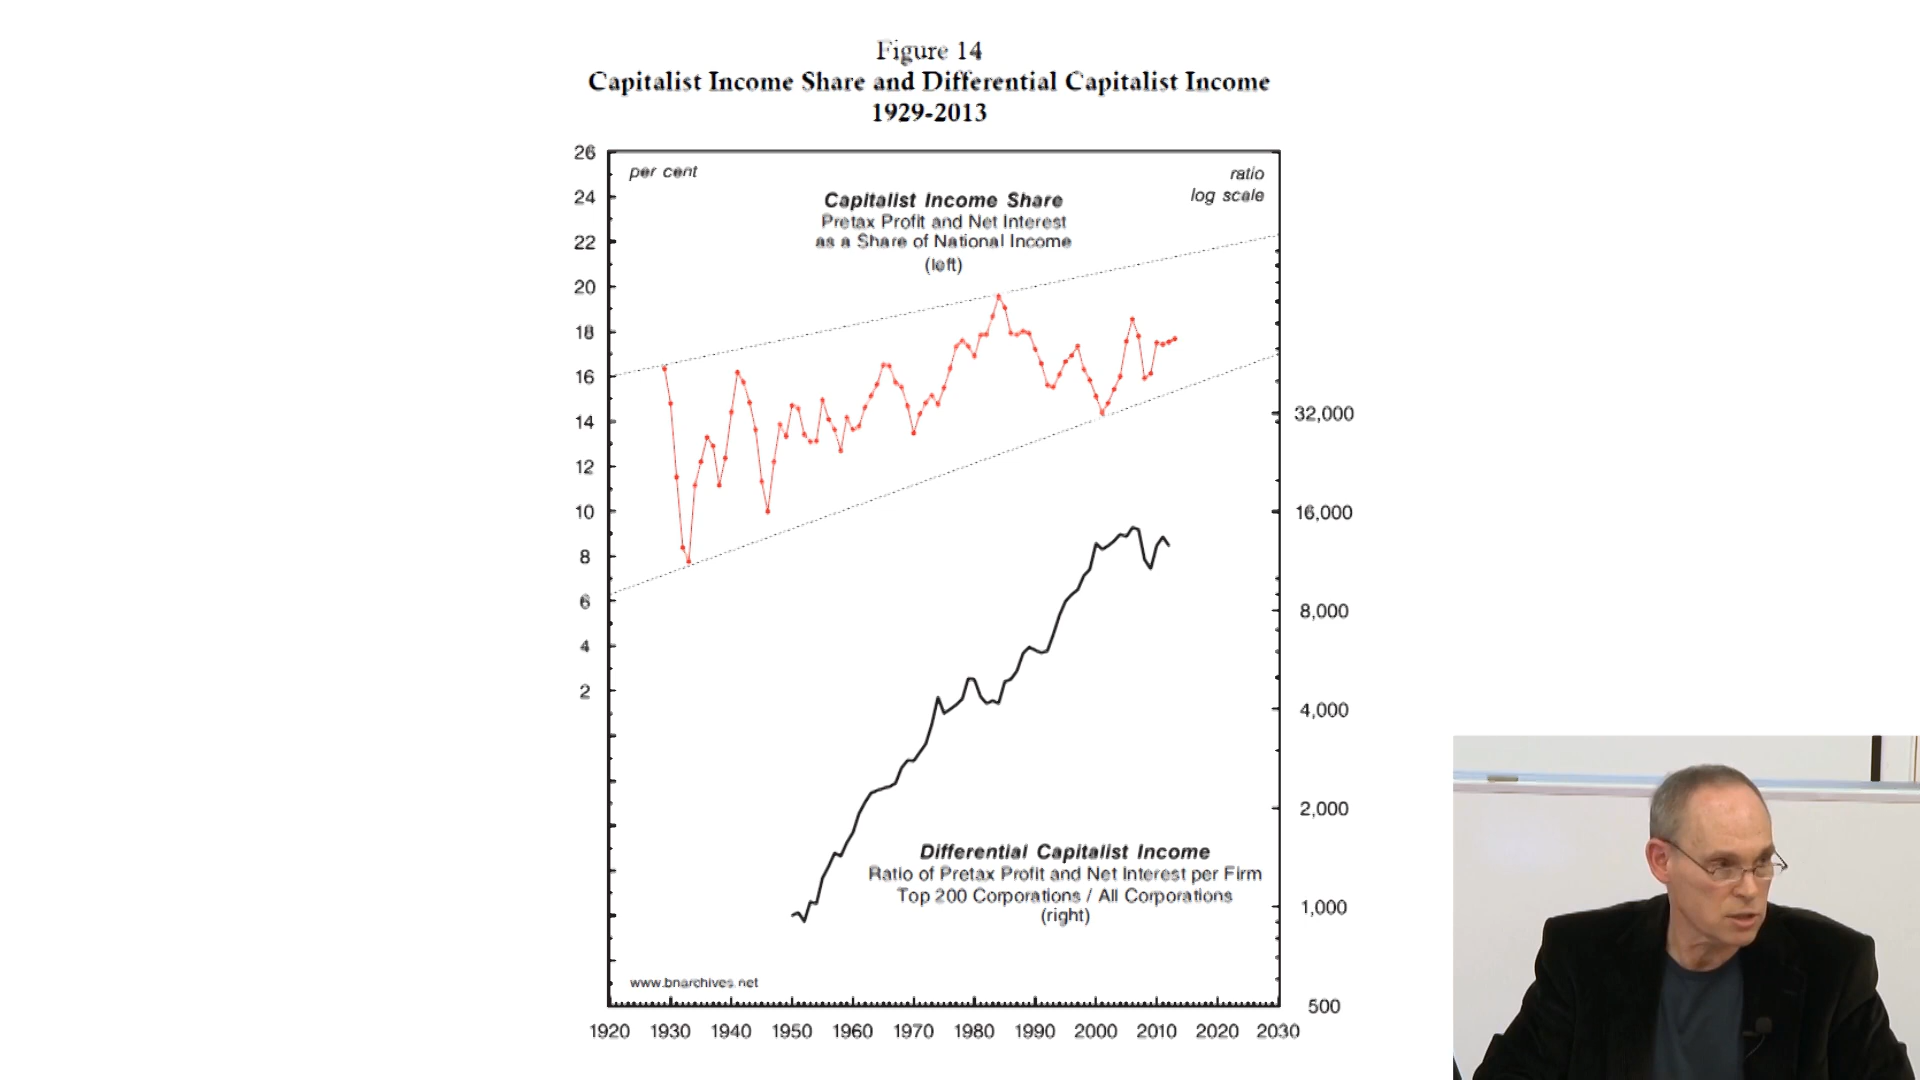 Figure 14
Capitalist Income Share and Differential Capitalist Income
1929-2013
per cent
ratio
log scale
Capitalist Income Share
Pretax Profit and Net Interest
as a Share of National Income
(left)
26
24
22
20
18
16
14
12
10
8
6
4
2
32,000
16,000
8,000
4,000
2,000
1,000
500
Differential Capitalist Income
Ratio of Pretax Profit and Net Interest per Firm
Top 200 Corporations / All Corporations
(right)
www.bnarchives.net
1920 1930 1940 1950 1960 1970 1980 1990 2000 2010 2020 2030